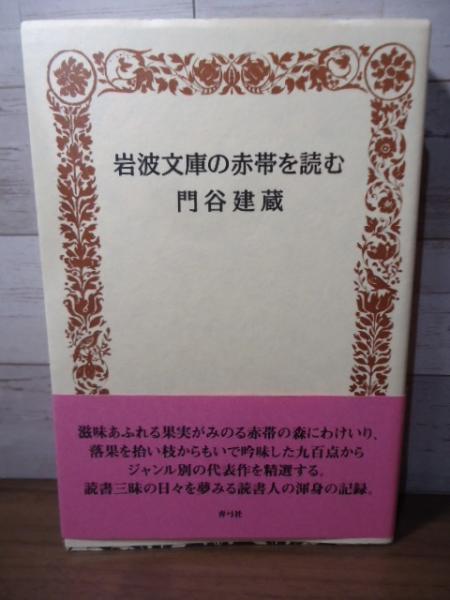 岩波文庫の赤帯を読む
門谷建蔵
滋味あふれる果実がみのる赤帯の森にわけいり、
落果を拾い枝からもいで吟味した九百点から
ジャンル別の代表作を精選する。
読書三昧の日々を夢みる読書人の渾身の記録。
青弓社